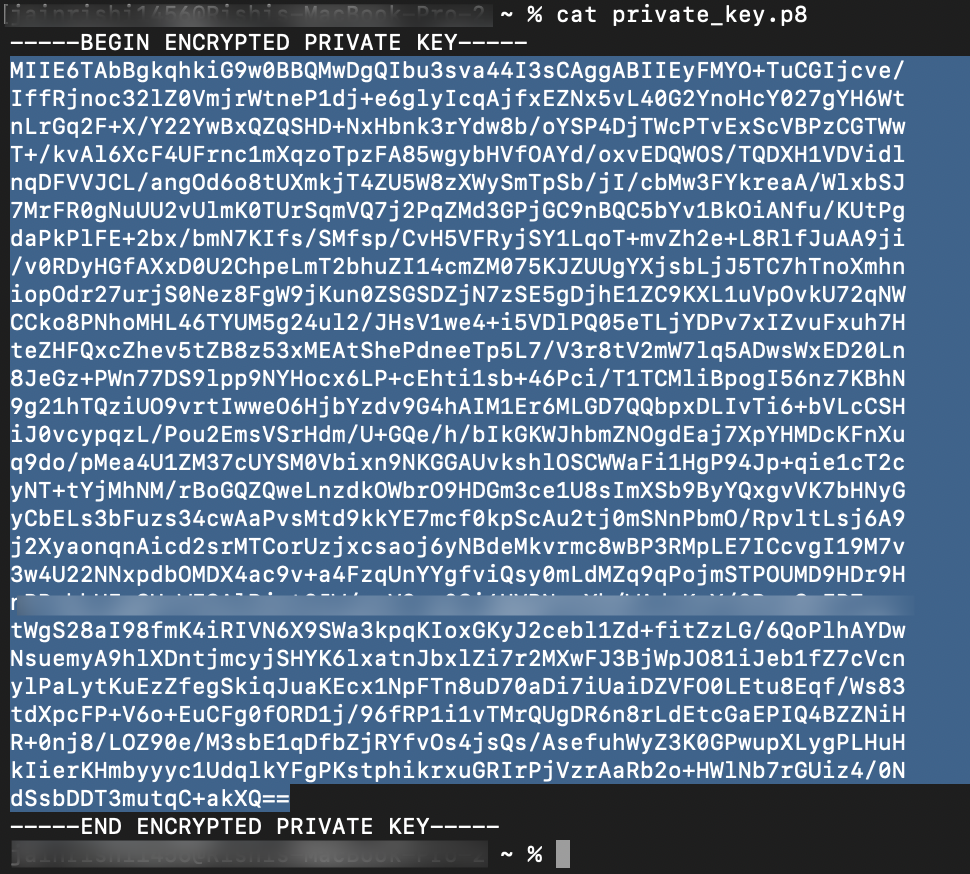 ~ % cat private_key.p8
-----BEGIN ENCRYPTED PRIVATE KEY-----
MIIE6TAbBgkqhkiG9w0BBQMwDgQIbu3sva44I3sCAggABIIEyFMYO+TuCGIjcve/
IffRjnoc32lZ0VmjrWtneP1dj+e6glyIcqAjfxEZNx5vL40G2YnoHcY027gYH6Wt
nLrGq2F+X/Y22YwBxQZQSHD+NxHbnk3rYdw8b/oYSP4DjTWcPTvExScVBPzCGTWw
T+/kvAl6XcF4UFrnc1mXqzoTpzFA85wgybHVfOAYd/oxvEDQWOS/TQDXH1VDVidl
nqDFVVJCL/angOd6o8tUXmkjT4ZU5W8zXWySmTpSb/jI/cbMw3FYkreaA/WlxbSJ
7MrFR0gNuUU2vUlmK0TUrSqmVQ7j2PqZMd3GPjGC9nBQC5bYv1BkOiANfu/KUtPg
daPkPlFE+2bx/bmN7KIfs/SMfsp/CvH5VFRyjSY1LqoT+mvZh2e+L8RlfJuAA9ji
/v0RDyHGfAXxD0U2ChpeLmT2bhuZI14cmZM075KJZUUgYXjsbLjJ5TC7hTnoXmhn
iopOdr27urjS0Nez8FgW9jKun0ZSGSDZjN7zSE5gDjhE1ZC9KXL1uVpOvkU72qNW
CCko8PNhoMHL46TYUM5g24ul2/JHsV1we4+i5VDlPQ05eTLjYDPv7xIZvuFxuh7H
teZHFQxcZhev5tZB8z53xMEAtShePdneeTp5L7/V3r8tV2mW7lq5ADwsWxED20Ln
8JeGz+PWn77DS9lpp9NYHocx6LP+cEhti1sb+46Pci/T1TCMliBpogI56nz7KBhN
9g21hTQziUO9vrtIwweO6HjbYzdv9G4hAIM1Er6MLGD7QQbpxDLIvTi6+bVLcCSH
iJ0vcypqzL/Pou2EmsVSrHdm/U+GQe/h/bIkGKWJhbmZNOgdEaj7XpYHMDcKFnXu
q9do/pMea4U1ZM37cUYSM0Vbixn9NKGGAUvkshlOSCWWaFi1HgP94Jp+qie1cT2c
yNT+tYjMhNM/rBoGQZQweLnzdkOWbrO9HDGm3ce1U8sImXSb9ByYQxgvVK7bHNyG
yCbELs3bFuzs34cwAaPvsMtd9kkYE7mcf0kpScAu2tj0mSNnPbmO/RpvltLsj6A9
j2XyaonqnAicd2srMTCorUzjxcsaoj6yNBdeMkvrmc8wBP3RMpLE7ICcvgI19M7v
3w4U22NNxpdbOMDX4ac9v+a4FzqUnYYgfviQsy0mLdMZq9qPojmSTPOUMD9HDr9H
tWgS28aI98fmK4iRIVN6X9SWa3kpqKIoxGKyJ2cebl1Zd+fitZzLG/6QoPlhAYDw
NsuemyA9hlXDntjmcyjSHYK6lxatnJbxlZi7r2MXwFJ3BjWpJO81iJeb1fZ7cVcn
ylPaLytKuEzZfegSkiqJuaKEcx1NpFTn8uD70aDi7iUaiDZVFO0LEtu8Eqf/Ws83
tdXpcFP+V6o+EuCFg0fORD1j/96fRP1i1vTMrQUgDR6n8rLdEtcGaEPIQ4BZZNiH
R+0nj8/LOZ90e/M3sbE1qDfbZjRYfvOs4jsQs/AsefuhWyZ3K0GPwupXLygPLHuH
kIierKHmbyyyc1UdqlkYFgPKstphikrxuGRIrPjVzrAaRb2o+HWlNb7rGUiz4/0N
dSsbDDT3mutqC+akXQ==
-----END ENCRYPTED PRIVATE KEY-----
~ %